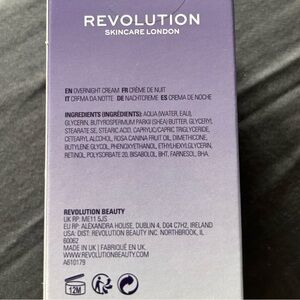 REVOLUTION
SKINCARE LONDON
EN OVERNIGHT CREAM FR CRÈME DE NUIT
IT CREMA DA NOTTE DE NACHTCREME ES CREMA DE NOCHE
INGREDIENTS (INGRÉDIENTS): AQUA (WATER, EAU),
GLYCERIN, BUTYROSPERMUM PARKII (SHEA) BUTTER, GLYCERYL
STEARATE SE, STEARIC ACID, CAPRYLIC/CAPRIC TRIGLYCERIDE,
CETEARYL ALCOHOL, ROSA CANINA FRUIT OIL, DIMETHICONE,
BUTYLENE GLYCOL, PHENOXYETHANOL, ETHYLHEXYLGLYCERIN,
RETINOL, POLYSORBATE 20, BISABOLOL, BHT, FARNESOL, BHA.
REVOLUTION BEAUTY
UK RP: ME11 5JS
EU RP: ALEXANDRA HOUSE, DUBLIN 4, D04 C7H2, IRELAND
USA: DIST. REVOLUTION BEAUTY INC. NORTHBROOK, IL
60062
MADE IN UK | FABRIQUÉ EN UK.
WWW.REVOLUTIONBEAUTY.COM
A610179
12M